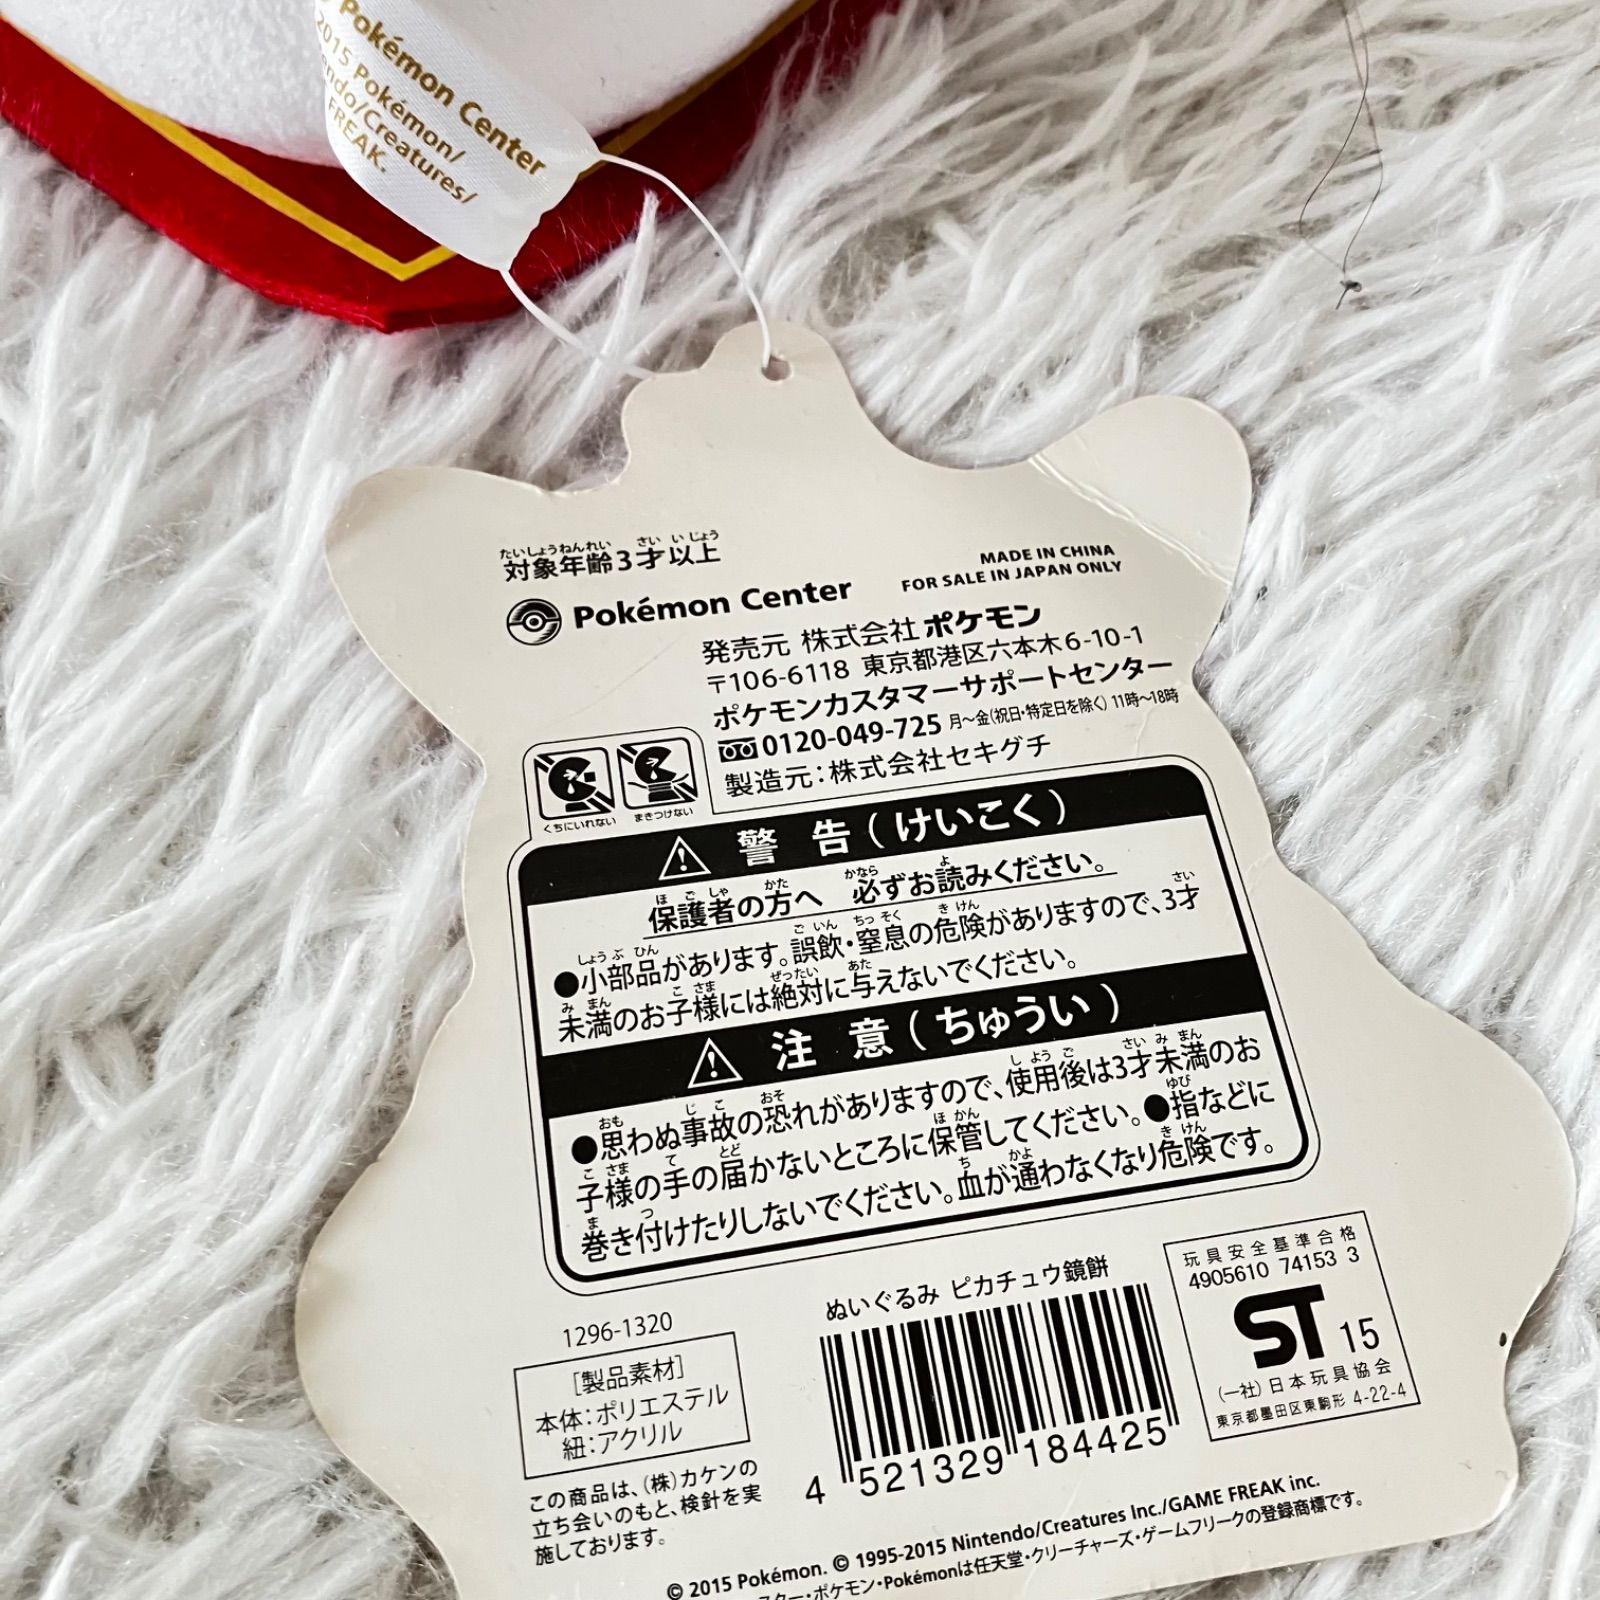 Pokémon Center
2015 Pokémon/
ndo/Creatures/
FREAK.
対象年齢3才以上
MADE IN CHINA
FOR SALE IN JAPAN ONLY
Pokémon Center
発売元 株式会社 ポケモン
〒106-6118 東京都港区六本木6-10-1
ポケモンカスタマーサポートセンター
0120-049-725 月〜金(祝日・特定日を除く) 11時〜18時
製造元：株式会社セキグチ
くちにいれない まきつけない
警告（けいこく）
保護者の方へ 必ずお読みください。
●小部品があります。誤飲・窒息の危険がありますので、3才
未満のお子様には絶対に与えないでください。
注意（ちゅうい）
●思わぬ事故の恐れがありますので、使用後は3才未満のお
子様の手の届かないところに保管してください。●指などに
巻き付けたりしないでください。血が通わなくなり危険です。
1296-1320
[製品素材]
本体：ポリエステル
紐：アクリル
この商品は、(株)カケンの
立ち会いのもと、検針を実
施しております。
ぬいぐるみ ピカチュウ鏡餅
4 521329 184425
玩具安全基準合格
4905610 74153 3
ST 15
(一社)日本玩具協会
東京都墨田区東駒形 4-22-4
© 2015 Pokémon. © 1995-2015 Nintendo/Creatures Inc./GAME FREAK inc.
スター・ポケモン・Pokémonは任天堂・クリーチャーズ・ゲームフリークの登録商標です。